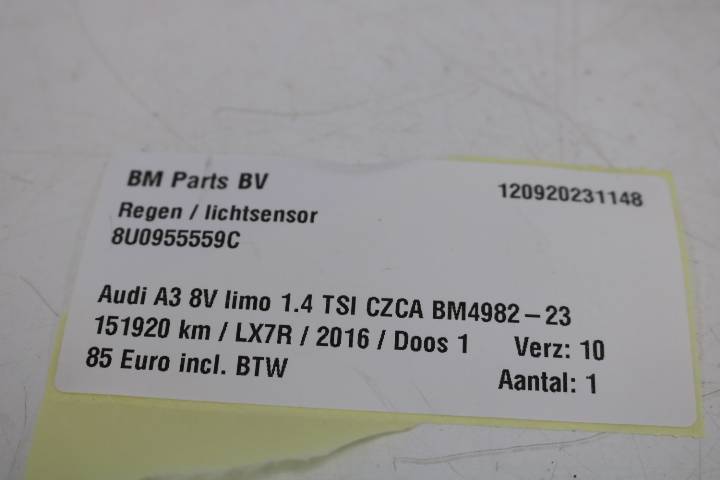 BM Parts BV 120920231148
Regen / lichtsensor
8U0955559C
Audi A3 8V limo 1.4 TSI CZCA BM4982-23
151920 km / LX7R / 2016 / Doos 1 Verz: 10
85 Euro incl. BTW Aantal: 1